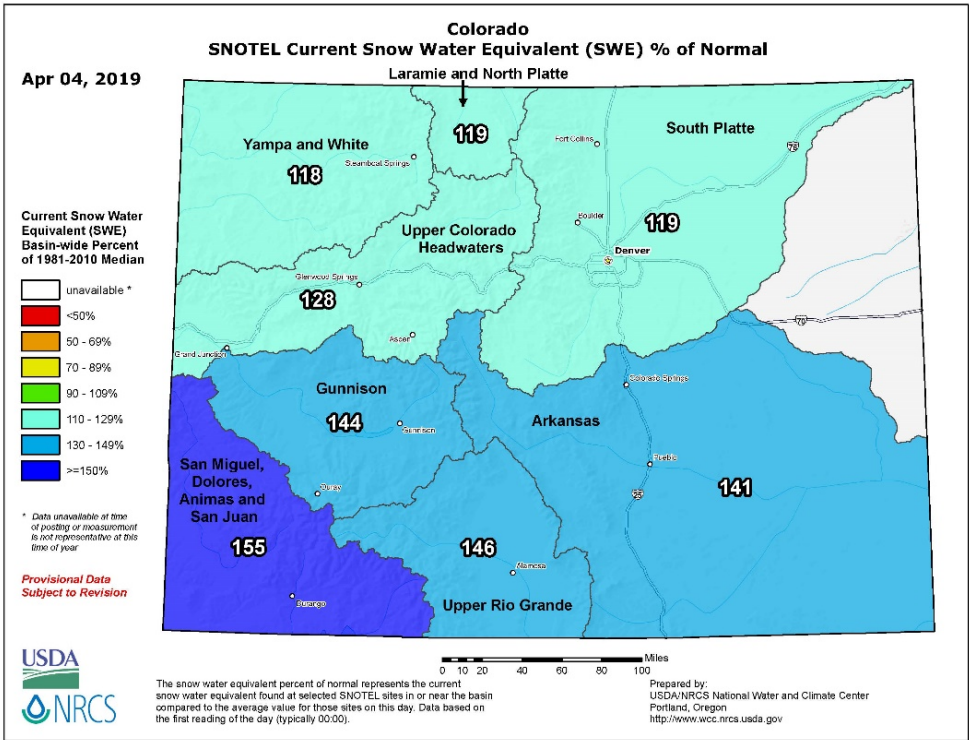 Colorado
SNOTEL Current Snow Water Equivalent (SWE) % of Normal
Apr 04, 2019
Laramie and North Platte
119
Yampa and White
118
Steamboat Springs
Fort Collins
South Platte
76
Boulder
119
Denver
Upper Colorado
Headwaters
Glenwood Springs
128
Aspen
Grand Junction
70
Current Snow Water
Equivalent (SWE)
Basin-wide Percent
of 1981-2010 Median
unavailable *
<50%
50 - 69%
70 - 89%
90 - 109%
110 - 129%
130 - 149%
>=150%
* Data unavailable at time
of posting or measurement
is not representative at this
time of year
Provisional Data
Subject to Revision
Gunnison
144
Gunnison
Ouray
Colorado Springs
Arkansas
Pueblo
25
141
San Miguel,
Dolores,
Animas and
San Juan
155
Durango
146
Alamosa
Upper Rio Grande
USDA
NRCS
0 10 20 40 60 80 100
Miles
The snow water equivalent percent of normal represents the current
snow water equivalent found at selected SNOTEL sites in or near the basin
compared to the average value for those sites on this day. Data based on
the first reading of the day (typically 00:00).
Prepared by:
USDA/NRCS National Water and Climate Center
Portland, Oregon
http://www.wcc.nrcs.usda.gov